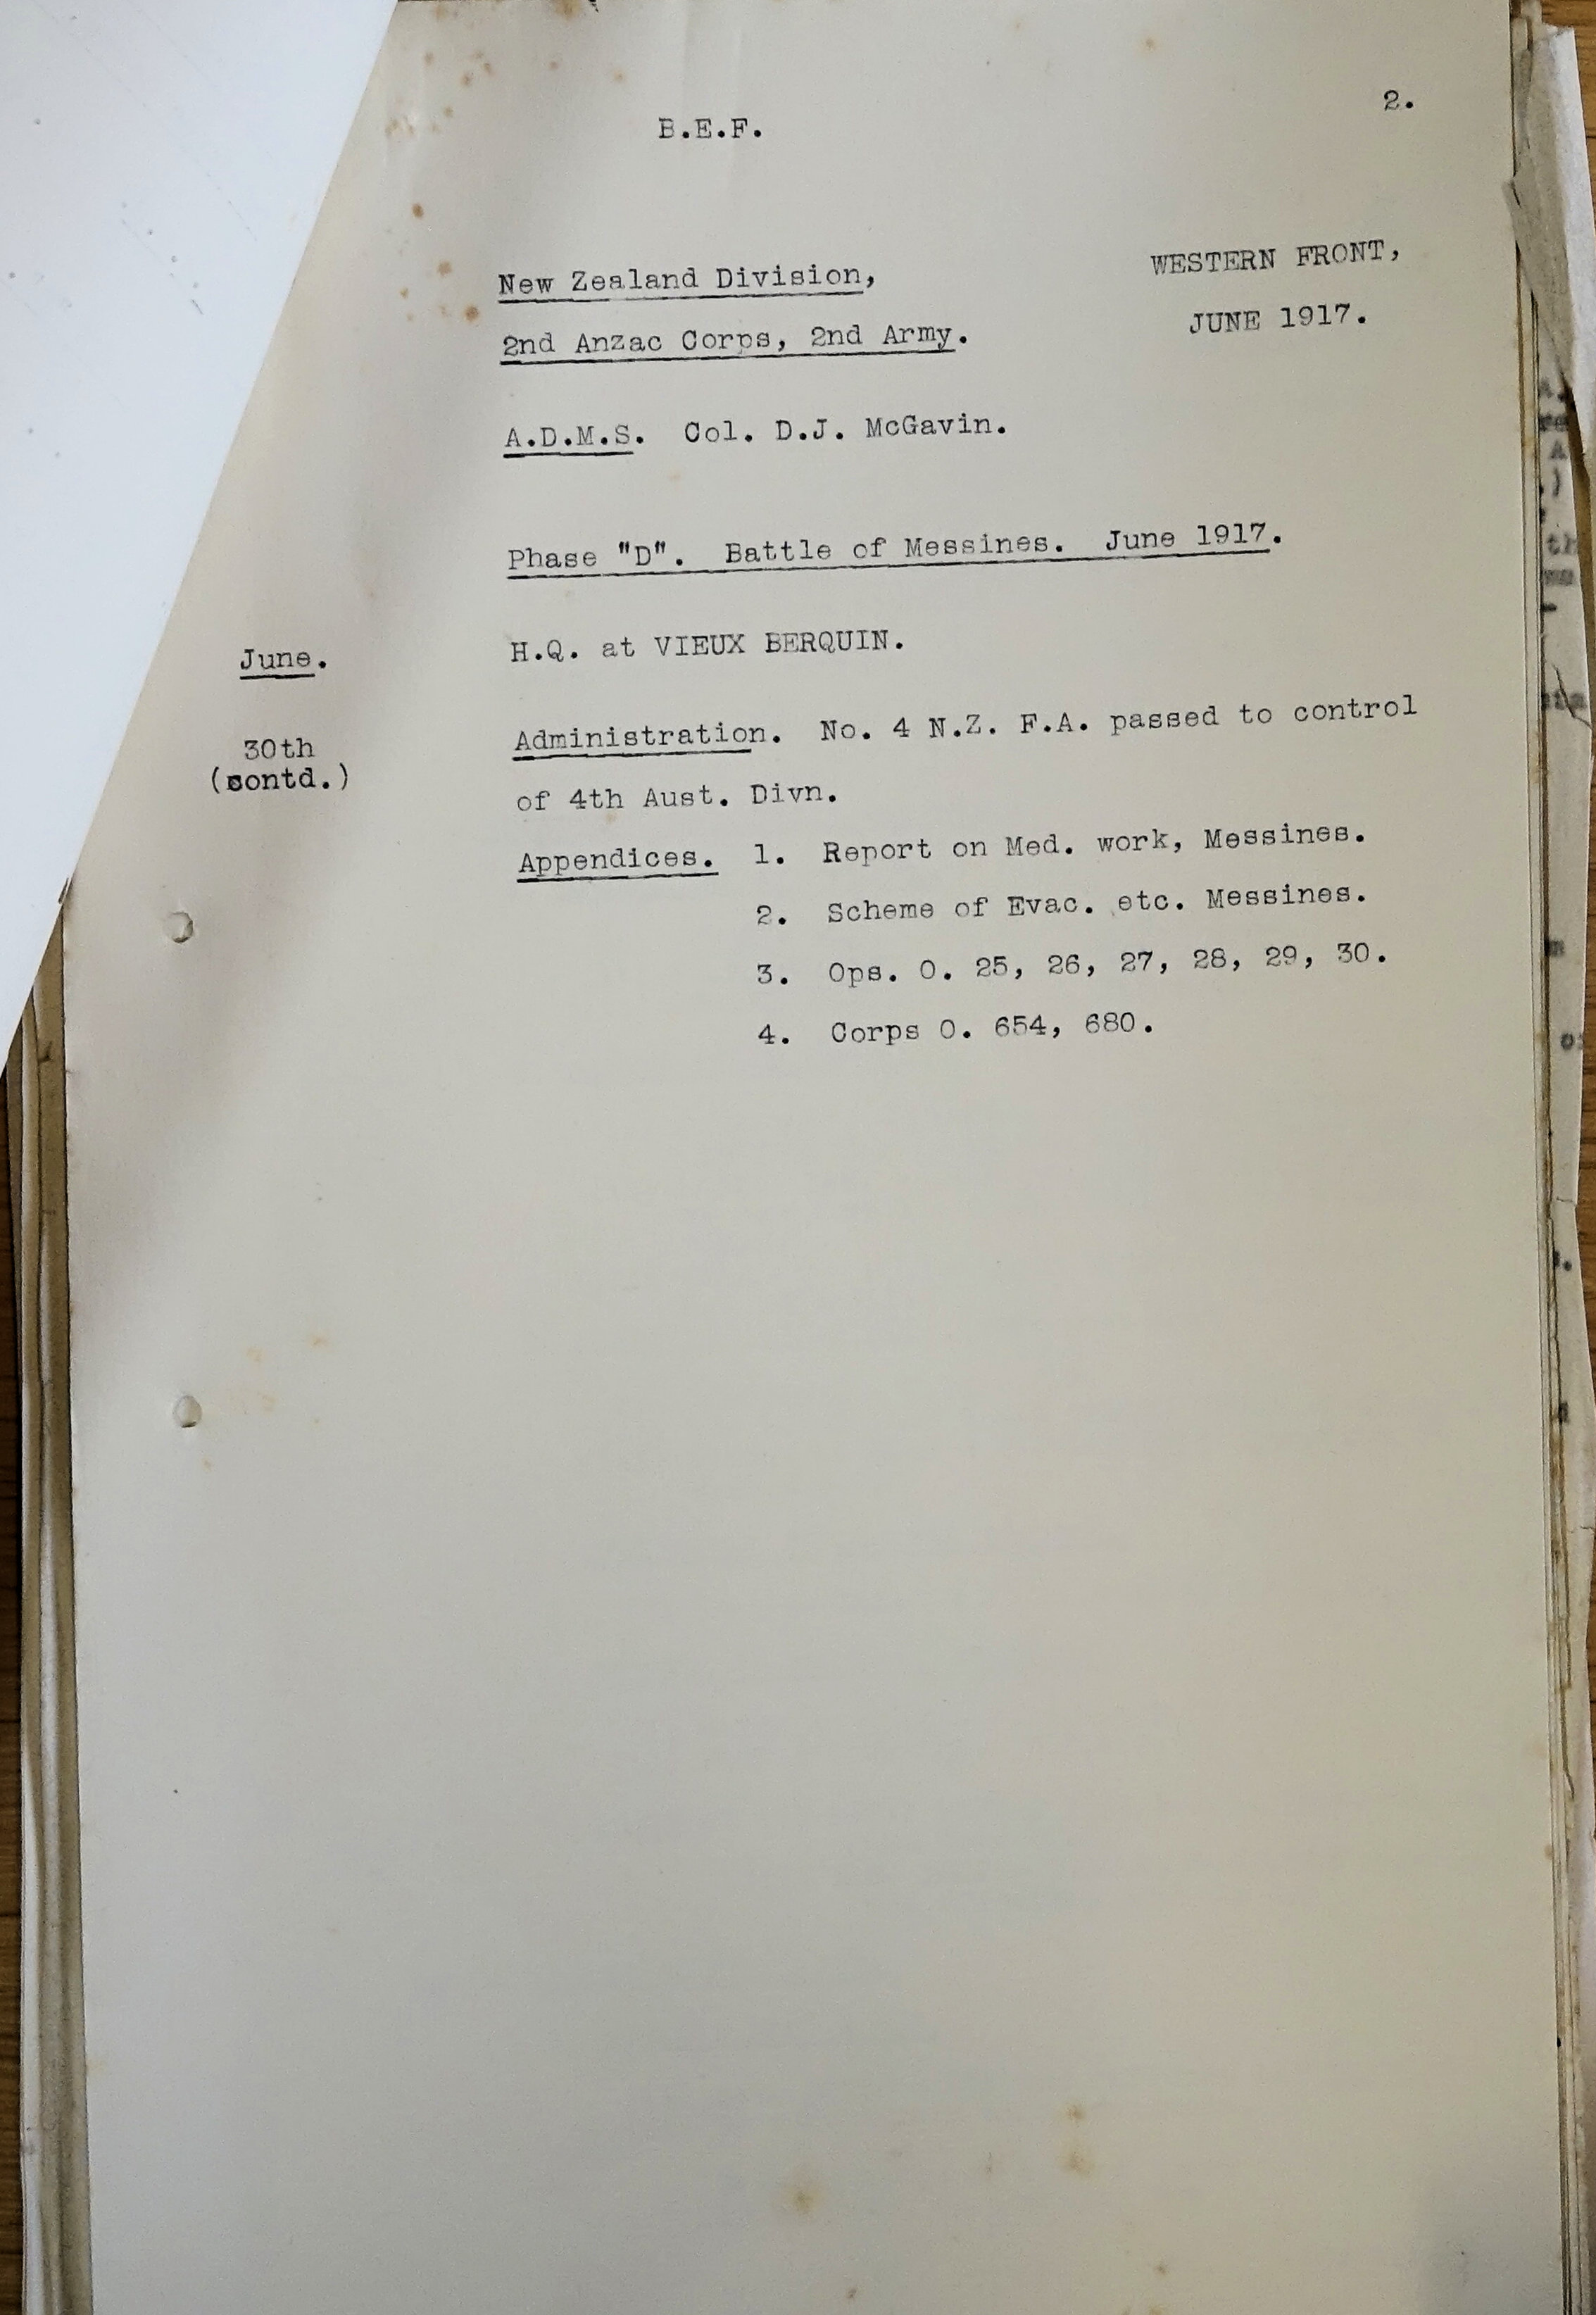 2.
B.E.F.
New Zealand Division,
WESTERN FRONT,
2nd Anzac Corps, 2nd Army.
JUNE 1917.
A.D.M.S. Col. D.J. McGavin.
Phase "D". Battle of Messines. June 1917.
June.
H.Q. at VIEUX BERQUIN.
30th
(contd.)
Administration. No. 4 N.Z. F.A. passed to control
of 4th Aust. Divn.
Appendices. 1. Report on Med. work, Messines.
2. Scheme of Evac. etc. Messines.
3. Ops. O. 25, 26, 27, 28, 29, 30.
4. Corps O. 654, 680.